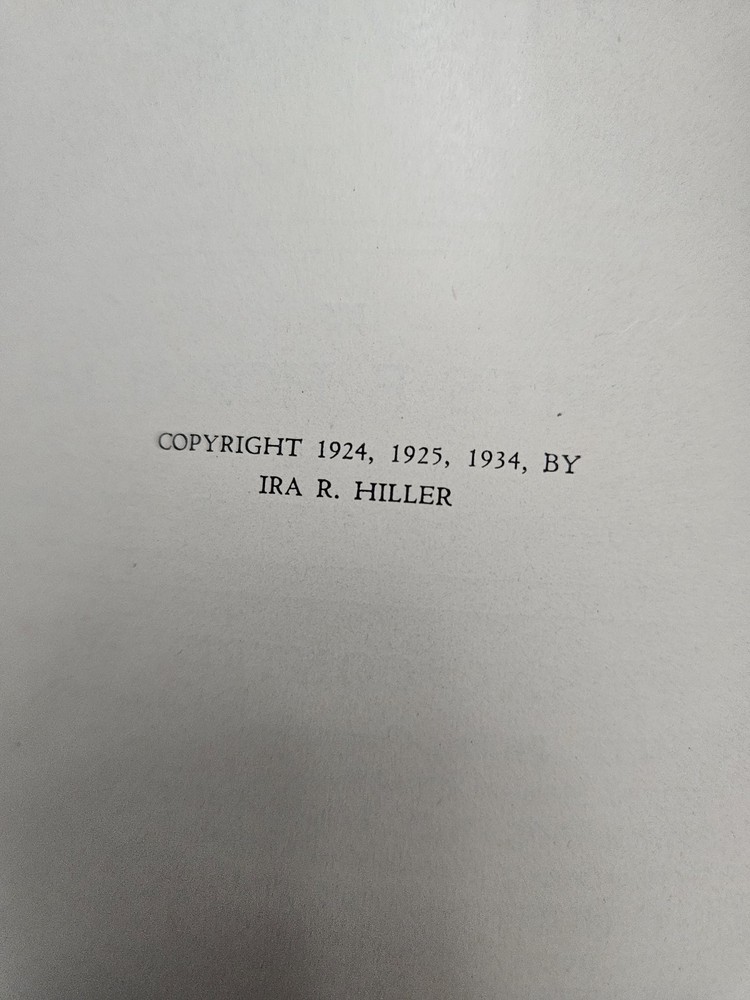 COPYRIGHT 1924, 1925, 1934, BY
IRA R. HILLER